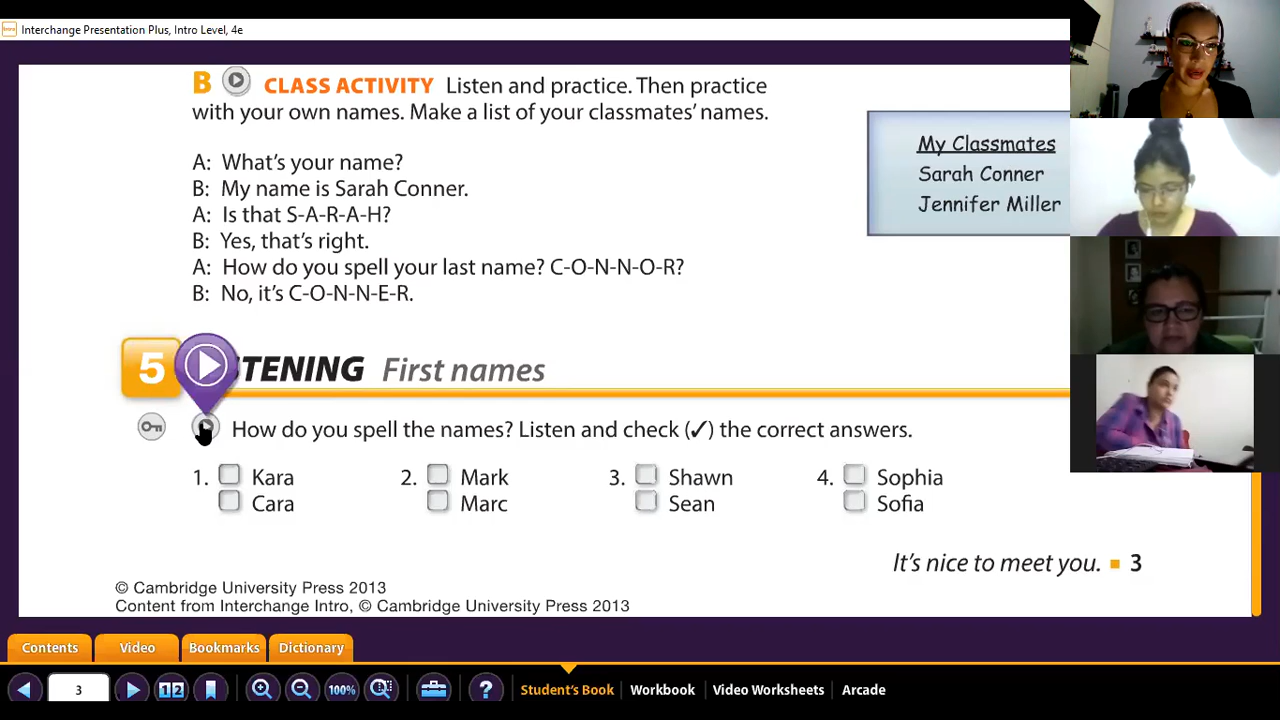 Interchange Presentation Plus, Intro Level, 4e
B CLASS ACTIVITY Listen and practice. Then practice
with your own names. Make a list of your classmates' names.
A: What's your name?
B: My name is Sarah Conner.
A: Is that S-A-R-A-H?
B: Yes, that's right.
A: How do you spell your last name? C-O-N-N-O-R?
B: No, it's C-O-N-N-E-R.
My Classmates
Sarah Conner
Jennifer Miller
5 STENING First names
How do you spell the names? Listen and check (✓) the correct answers.
1. Kara 2. Mark 3. Shawn 4. Sophia
Cara Marc Sean Sofia
It's nice to meet you. ■ 3
© Cambridge University Press 2013
Content from Interchange Intro, © Cambridge University Press 2013
Contents Video Bookmarks Dictionary
3 12 100% ? Student's Book Workbook Video Worksheets Arcade